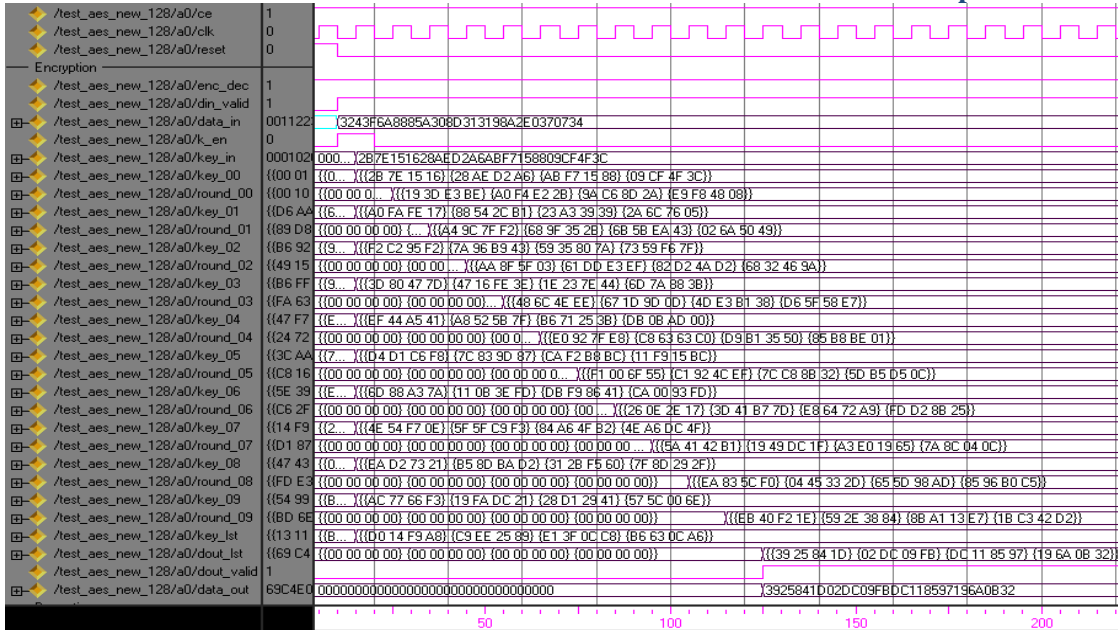 /test_aes_new_128/a0/ce 1
/test_aes_new_128/a0/clk 0
/test_aes_new_128/a0/reset 0
Encryption
/test_aes_new_128/a0/enc_dec 1
/test_aes_new_128/a0/din_valid 1
/test_aes_new_128/a0/data_in 001122 3243F6A8885A308D313198A2E0370734
/test_aes_new_128/a0/k_en 0
/test_aes_new_128/a0/key_in 000102 000... 2B7E151628AED2A6ABF7158809CF4F3C
/test_aes_new_128/a0/key_00 {{00 01 {{0... {{2B 7E 15 16} {28 AE D2 A6} {AB F7 15 88} {09 CF 4F 3C}}
/test_aes_new_128/a0/round_00 {{00 10 {{00 00 0... {{19 3D E3 BE} {A0 F4 E2 2B} {9A C6 8D 2A} {E9 F8 48 08}}
/test_aes_new_128/a0/key_01 {{D6 AA {{6... {{A0 FA FE 17} {88 54 2C B1} {23 A3 39 39} {2A 6C 76 05}}
/test_aes_new_128/a0/round_01 {{89 D8 {{00 00 00 00} {... {{A4 9C 7F F2} {68 9F 35 2B} {6B 5B EA 43} {02 6A 50 49}}
/test_aes_new_128/a0/key_02 {{B6 92 {{9... {{F2 C2 95 F2} {7A 96 B9 43} {59 35 80 7A} {73 59 F6 7F}}
/test_aes_new_128/a0/round_02 {{49 15 {{00 00 00 00} {00 00 ... {{AA 8F 5F 03} {61 DD E3 EF} {82 D2 4A D2} {68 32 46 9A}}
/test_aes_new_128/a0/key_03 {{B6 FF {{9... {{3D 80 47 7D} {47 16 FE 3E} {1E 23 7E 44} {6D 7A 88 3B}}
/test_aes_new_128/a0/round_03 {{FA 63 {{00 00 00 00} {00 00 00 00}... {{48 6C 4E EE} {67 1D 9D 0D} {4D E3 B1 38} {D6 5F 58 E7}}
/test_aes_new_128/a0/key_04 {{47 F7 {{E... {{EF 44 A5 41} {A8 52 5B 7F} {B6 71 25 3B} {DB 0B AD 00}}
/test_aes_new_128/a0/round_04 {{24 72 {{00 00 00 00} {00 00 00 00} {00 0... {{E0 92 7F E8} {C8 63 63 C0} {D9 B1 35 50} {85 B8 BE 01}}
/test_aes_new_128/a0/key_05 {{3C AA {{7... {{D4 D1 C6 F8} {7C 83 9D 87} {CA F2 B8 BC} {11 F9 15 BC}}
/test_aes_new_128/a0/round_05 {{C8 16 {{00 00 00 00} {00 00 00 00} {00 00 00 0... {{F1 00 6F 55} {C1 92 4C EF} {7C C8 8B 32} {5D B5 D5 0C}}
/test_aes_new_128/a0/key_06 {{5E 39 {{E... {{6D 88 A3 7A} {11 0B 3E FD} {DB F9 86 41} {CA 00 93 FD}}
/test_aes_new_128/a0/round_06 {{C6 2F {{00 00 00 00} {00 00 00 00} {00 00 00 00} {00 ... {{26 0E 2E 17} {3D 41 B7 7D} {E8 64 72 A9} {FD D2 8B 25}}
/test_aes_new_128/a0/key_07 {{14 F9 {{2... {{4E 54 F7 0E} {5F 5F C9 F3} {84 A6 4F B2} {4E A6 DC 4F}}
/test_aes_new_128/a0/round_07 {{D1 87 {{00 00 00 00} {00 00 00 00} {00 00 00 00} {00 00 00 ... {{5A 41 42 B1} {19 49 DC 1F} {A3 E0 19 65} {7A 8C 04 0C}}
/test_aes_new_128/a0/key_08 {{47 43 {{0... {{EA D2 73 21} {B5 8D BA D2} {31 2B F5 60} {7F 8D 29 2F}}
/test_aes_new_128/a0/round_08 {{FD E3 {{00 00 00 00} {00 00 00 00} {00 00 00 00} {00 00 00 00}} {{EA 83 5C F0} {04 45 33 2D} {65 5D 98 AD} {85 96 B0 C5}}
/test_aes_new_128/a0/key_09 {{54 99 {{B... {{AC 77 66 F3} {19 FA DC 21} {28 D1 29 41} {57 5C 00 6E}}
/test_aes_new_128/a0/round_09 {{BD 6E {{00 00 00 00} {00 00 00 00} {00 00 00 00} {00 00 00 00}} {{EB 40 F2 1E} {59 2E 38 84} {8B A1 13 E7} {1B C3 42 D2}}
/test_aes_new_128/a0/key_lst {{13 11 {{B... {{D0 14 F9 A8} {C9 EE 25 89} {E1 3F 0C C8} {B6 63 0C A6}}
/test_aes_new_128/a0/dout_lst {{69 C4 {{00 00 00 00} {00 00 00 00} {00 00 00 00} {00 00 00 00}} {{39 25 84 1D} {02 DC 09 FB} {DC 11 85 97} {19 6A 0B 32}}
/test_aes_new_128/a0/dout_valid 1
/test_aes_new_128/a0/data_out 69C4E0 00000000000000000000000000000000 3925841D02DC09FBDC118597196A0B32
50 100 150 200